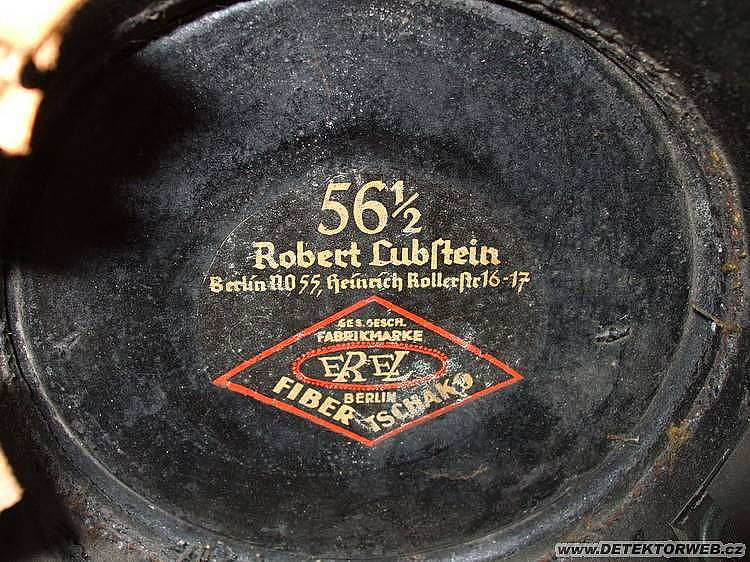 56½
Robert Lubſtein
Berlin NO 55, Heinrich Rollerſtr 16-17
GES. GESCH.
FABRIKMARKE
EREL
BERLIN
FIBER TSCHAKO
www.DETEKTORWEB.cz